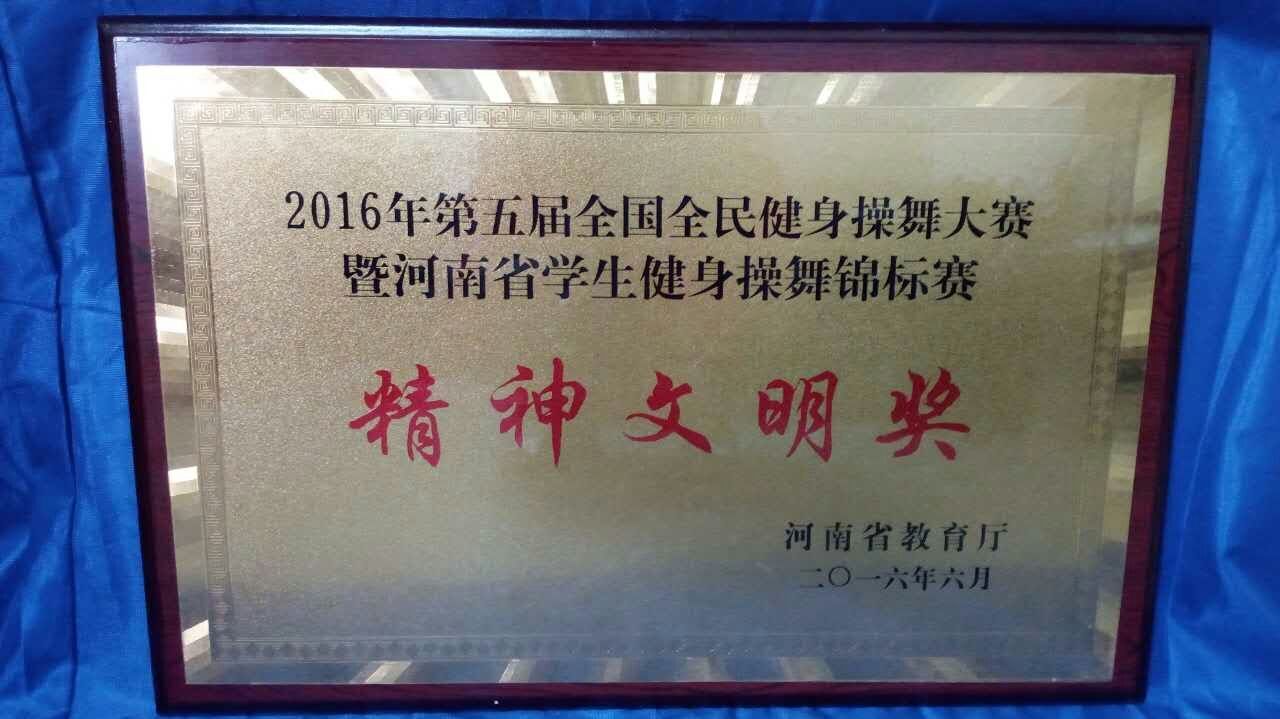 2016年第五届全国全民健身操舞大赛
暨河南省学生健身操舞锦标赛
精神文明奖
河南省教育厅
二〇一六年六月